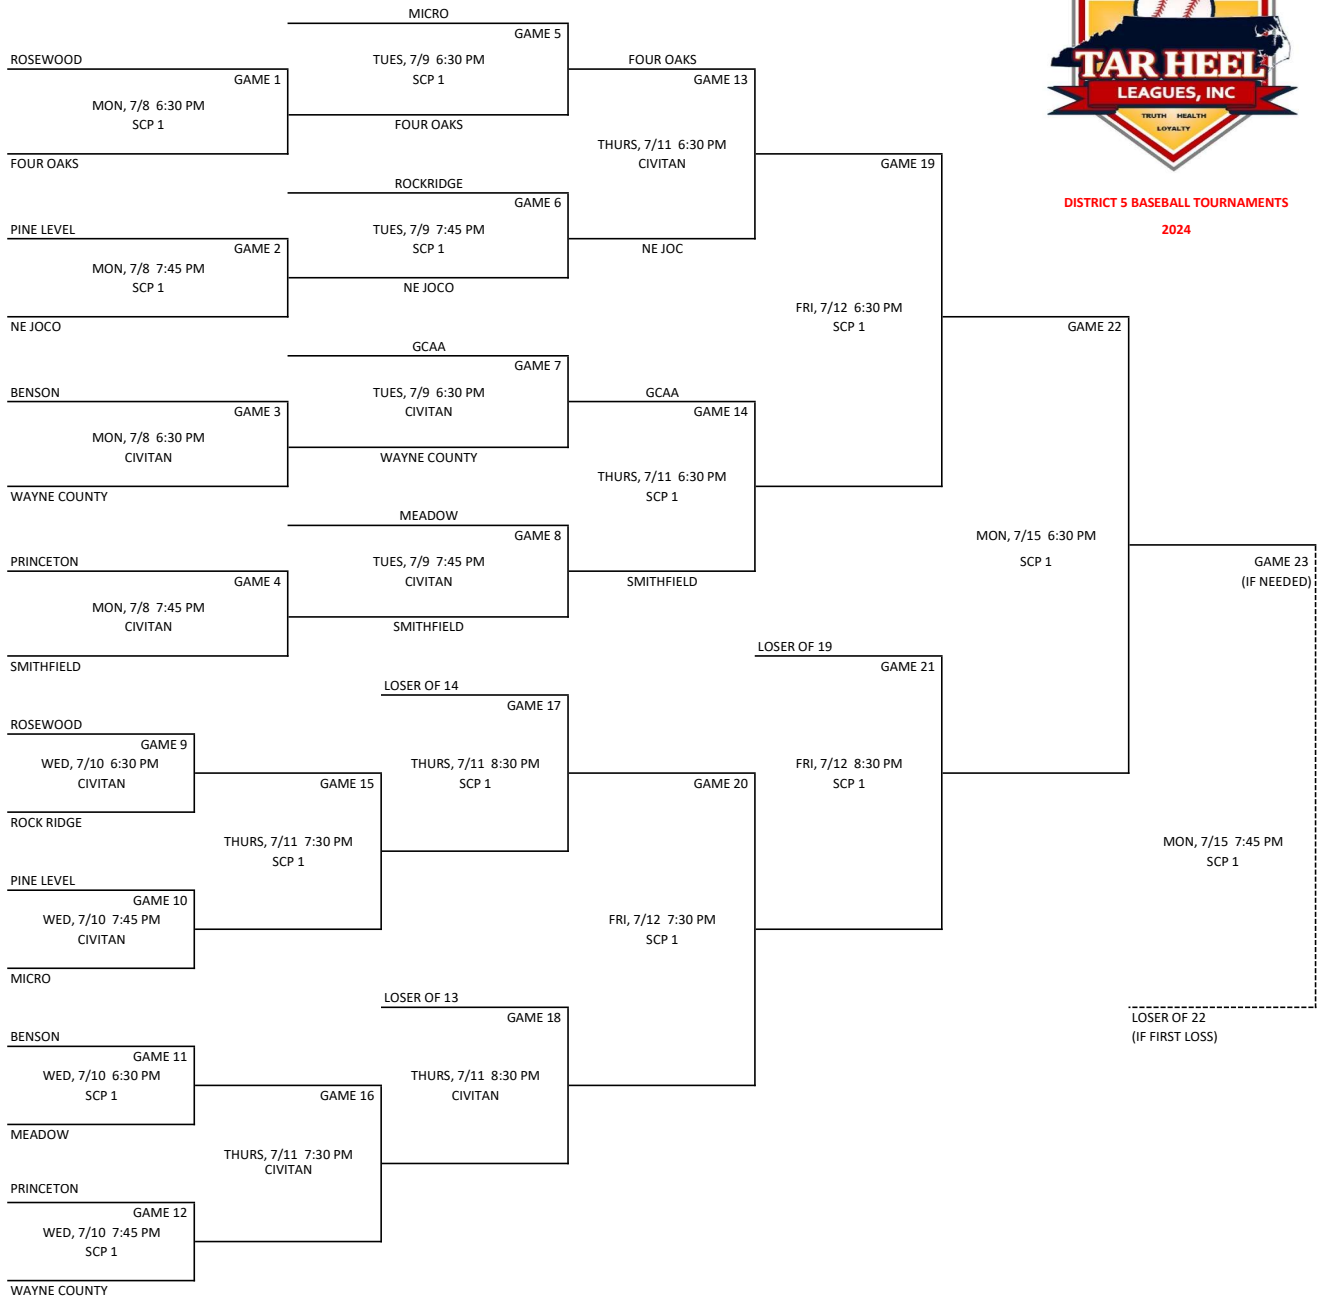 MICRO
GAME 5
ROSEWOOD
TUES, 7/9 6:30 PM
SCP 1
FOUR OAKS
GAME 1
GAME 13
MON, 7/8 6:30 PM
SCP 1
FOUR OAKS
THURS, 7/11 6:30 PM
CIVITAN
FOUR OAKS
GAME 19
ROCKRIDGE
GAME 6
PINE LEVEL
TUES, 7/9 7:45 PM
SCP 1
GAME 2
NE JOC
MON, 7/8 7:45 PM
SCP 1
NE JOCO
FRI, 7/12 6:30 PM
SCP 1
NE JOCO
GAME 22
GCAA
GAME 7
BENSON
TUES, 7/9 6:30 PM
CIVITAN
GCAA
GAME 3
GAME 14
MON, 7/8 6:30 PM
CIVITAN
WAYNE COUNTY
THURS, 7/11 6:30 PM
SCP 1
WAYNE COUNTY
MEADOW
GAME 8
MON, 7/15 6:30 PM
SCP 1
PRINCETON
TUES, 7/9 7:45 PM
CIVITAN
GAME 4
SMITHFIELD
GAME 23
(IF NEEDED)
MON, 7/8 7:45 PM
CIVITAN
SMITHFIELD
LOSER OF 19
SMITHFIELD
GAME 21
LOSER OF 14
GAME 17
ROSEWOOD
GAME 9
WED, 7/10 6:30 PM
CIVITAN
THURS, 7/11 8:30 PM
SCP 1
FRI, 7/12 8:30 PM
SCP 1
GAME 15
GAME 20
ROCK RIDGE
THURS, 7/11 7:30 PM
SCP 1
MON, 7/15 7:45 PM
SCP 1
PINE LEVEL
GAME 10
WED, 7/10 7:45 PM
CIVITAN
FRI, 7/12 7:30 PM
SCP 1
MICRO
LOSER OF 13
GAME 18
LOSER OF 22
(IF FIRST LOSS)
BENSON
GAME 11
WED, 7/10 6:30 PM
SCP 1
THURS, 7/11 8:30 PM
CIVITAN
GAME 16
MEADOW
THURS, 7/11 7:30 PM
CIVITAN
PRINCETON
GAME 12
WED, 7/10 7:45 PM
SCP 1
WAYNE COUNTY
TAR HEEL
LEAGUES, INC
TRUTH HEALTH
LOYALTY
DISTRICT 5 BASEBALL TOURNAMENTS
2024